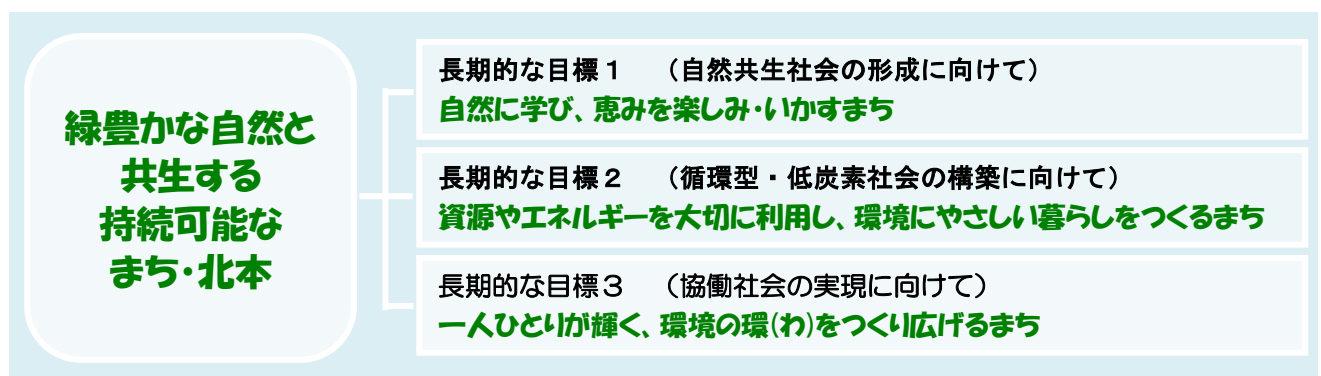 緑豊かな自然と
共生する
持続可能な
まち・北本
長期的な目標１　（自然共生社会の形成に向けて）
自然に学び、恵みを楽しみ・いかすまち
長期的な目標２　（循環型・低炭素社会の構築に向けて）
資源やエネルギーを大切に利用し、環境にやさしい暮らしをつくるまち
長期的な目標３　（協働社会の実現に向けて）
一人ひとりが輝く、環境の環(わ)をつくり広げるまち